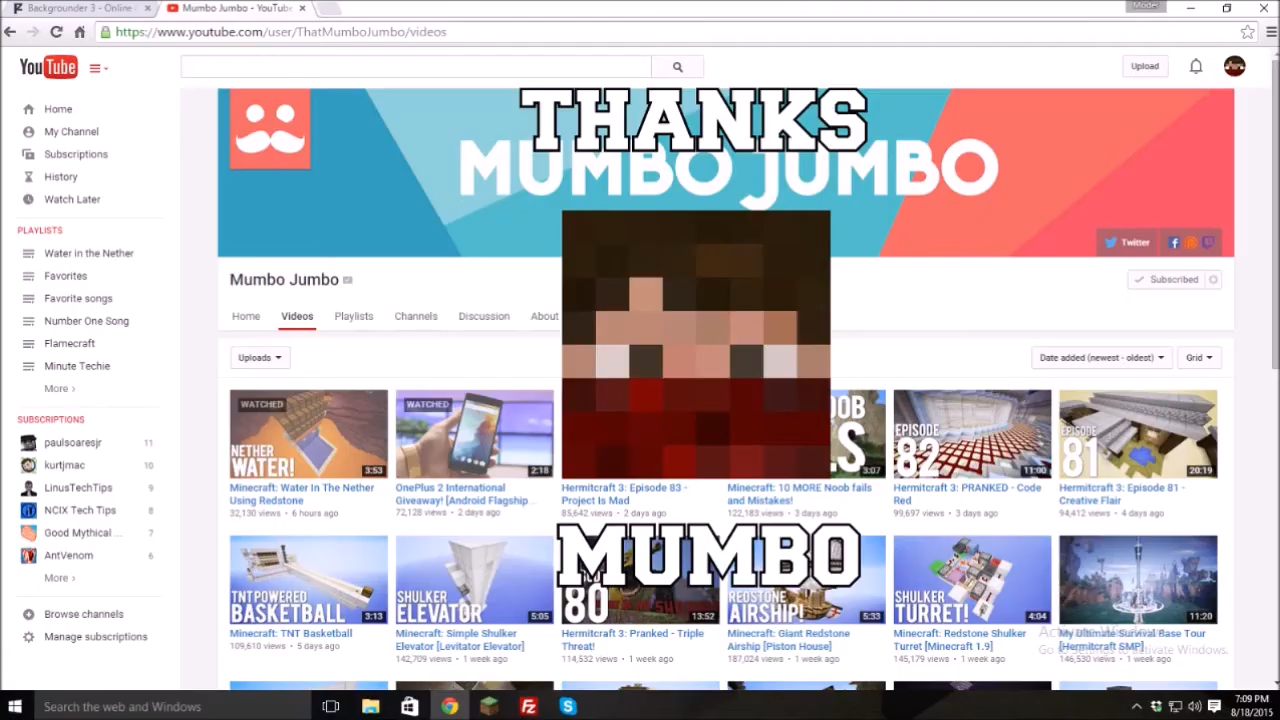 Backgrounder 3 - Online
Mumbo Jumbo - YouTube
https://www.youtube.com/user/ThatMumboJumbo/videos
YouTube
Upload
Home
My Channel
Subscriptions
History
Watch Later
PLAYLISTS
Water in the Nether
Favorites
Favorite songs
Number One Song
Flamecraft
Minute Techie
More ›
SUBSCRIPTIONS
paulsoaresjr 11
kurtjmac 10
LinusTechTips 9
NCIX Tech Tips 8
Good Mythical ... 7
AntVenom 6
More ›
Browse channels
Manage subscriptions
THANKS
MUMBO JUMBO
Twitter
Mumbo Jumbo
Subscribed
Home Videos Playlists Channels Discussion About
Uploads
Date added (newest - oldest)
Grid
WATCHED
NETHER
WATER!
3:53
Minecraft: Water In The Nether
Using Redstone
32,130 views • 6 hours ago
WATCHED
2:18
OnePlus 2 International
Giveaway! [Android Flagship...
72,128 views • 2 days ago
Hermitcraft 3: Episode 83 -
Project Is Mad
85,642 views • 2 days ago
3:07
Minecraft: 10 MORE Noob fails
and Mistakes!
122,183 views • 3 days ago
EPISODE
82
11:00
Hermitcraft 3: PRANKED - Code
Red
99,697 views • 3 days ago
EPISODE
81
20:19
Hermitcraft 3: Episode 81 -
Creative Flair
94,412 views • 4 days ago
MUMBO
TNT POWERED
BASKETBALL
3:13
Minecraft: TNT Basketball
109,610 views • 5 days ago
SHULKER
ELEVATOR
5:05
Minecraft: Simple Shulker
Elevator [Levitator Elevator]
142,709 views • 1 week ago
80
13:52
Hermitcraft 3: Pranked - Triple
Threat!
114,532 views • 1 week ago
REDSTONE
AIRSHIP!
5:33
Minecraft: Giant Redstone
Airship [Piston House]
187,024 views • 1 week ago
SHULKER
TURRET!
4:04
Minecraft: Redstone Shulker
Turret [Minecraft 1.9]
145,179 views • 1 week ago
11:20
My Ultimate Survival Base Tour
[Hermitcraft SMP]
146,530 views • 1 week ago
Activate Windows
Go to Settings to activate Windows.
Search the web and Windows
7:09 PM
8/18/2015